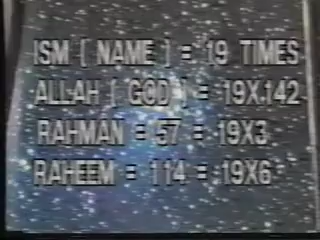 ISM [ NAME ] = 19 TIMES
ALLAH [ GOD ] = 19X142
RAHMAN = 57 = 19X3
RAHEEM = 114 = 19X6